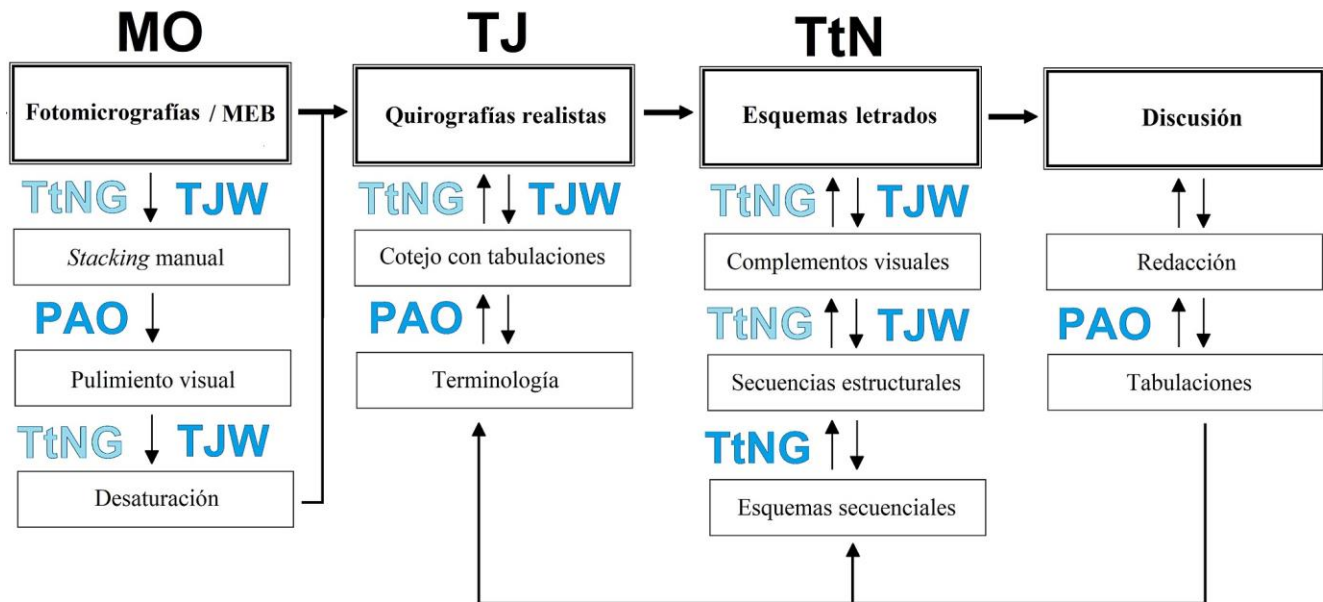 MO
TJ
TtN
Fotomicrografías / MEB
Quirografías realistas
Esquemas letrados
Discusión
TtNG TJW
TtNG TJW
TtNG TJW
Stacking manual
Cotejo con tabulaciones
Complementos visuales
Redacción
PAO
PAO
TtNG TJW
PAO
Pulimiento visual
Terminología
Secuencias estructurales
Tabulaciones
TtNG TJW
TtNG
Desaturación
Esquemas secuenciales